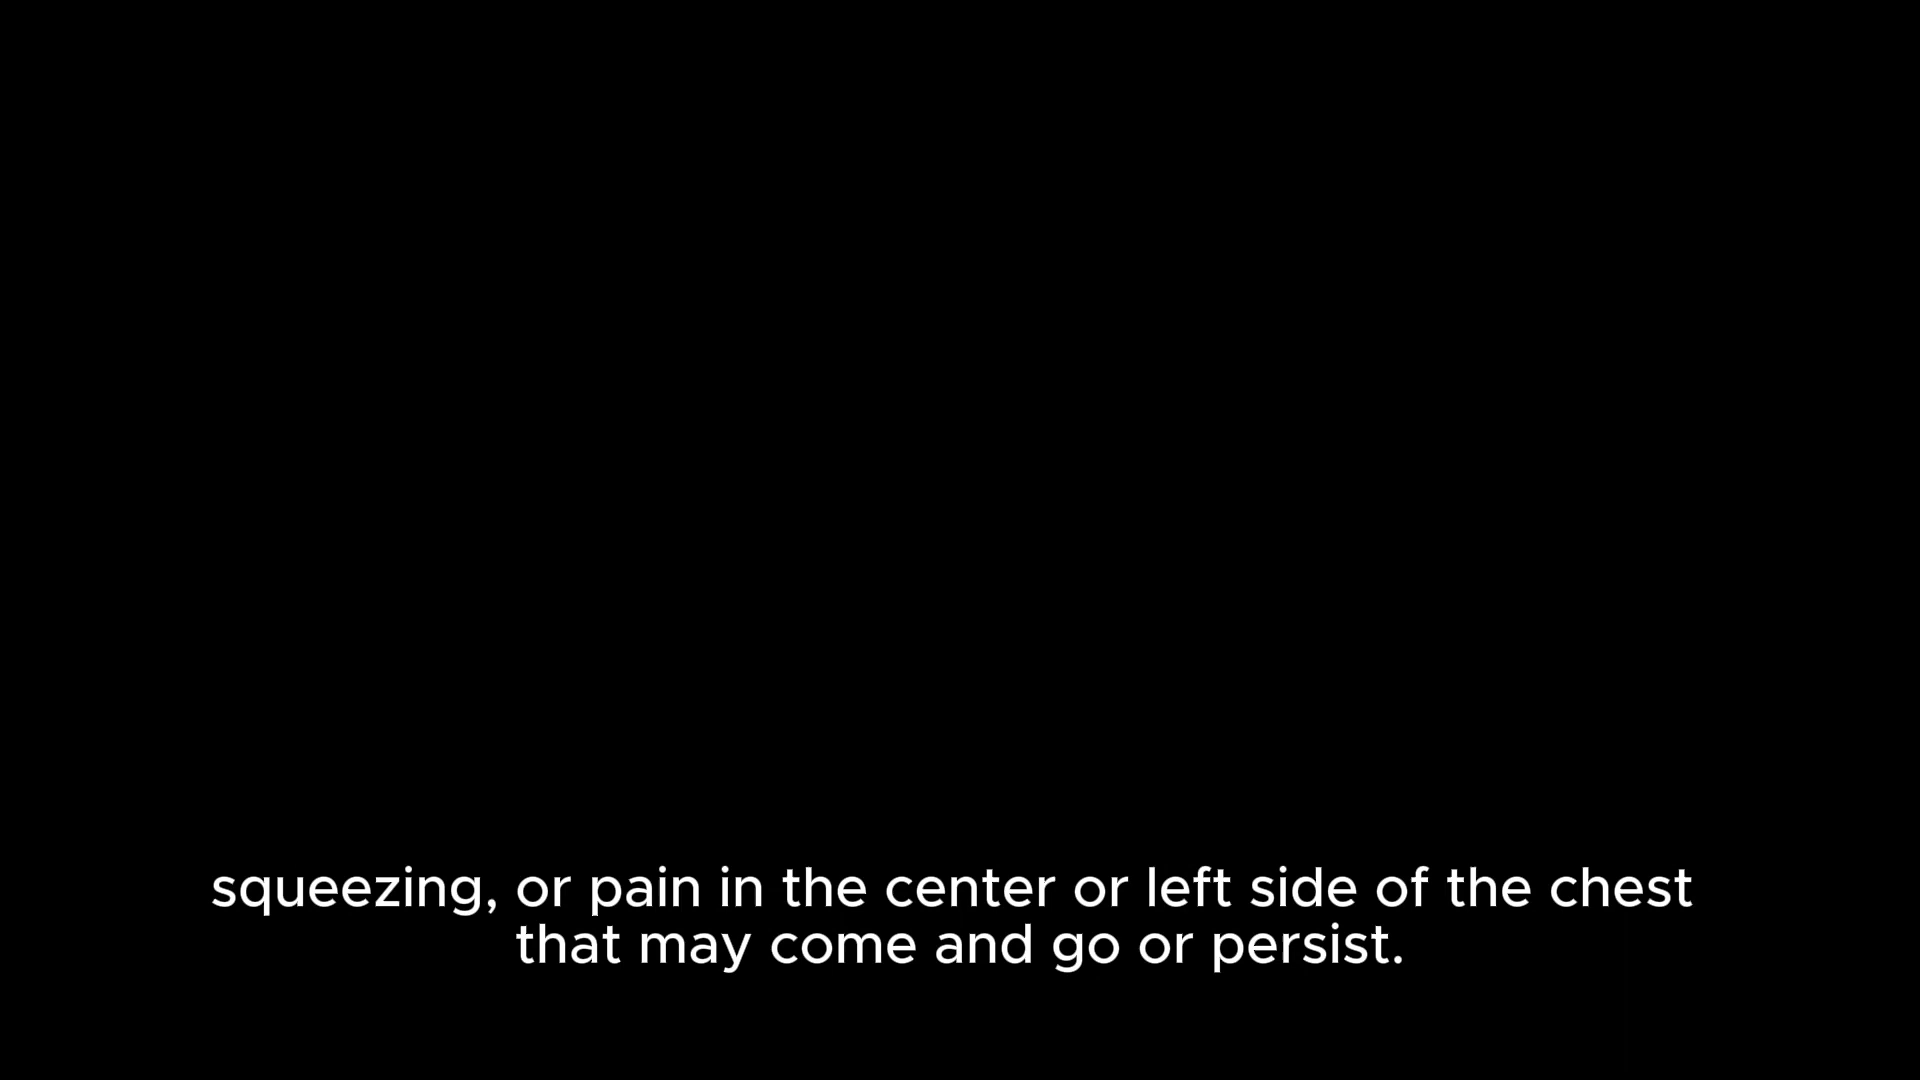 squeezing, or pain in the center or left side of the chest
that may come and go or persist.